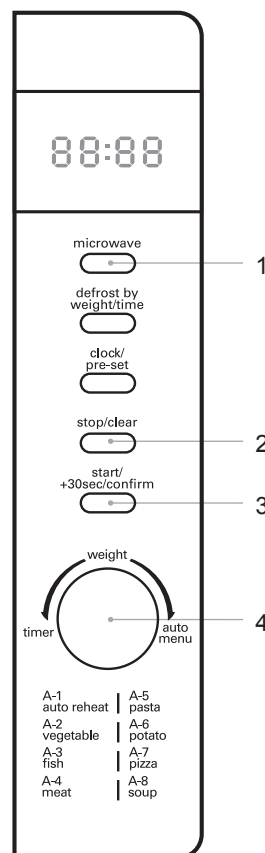 88:88
microwave
1
defrost by
weight/time
clock/
pre-set
stop/clear
2
start/
+30sec/confirm
3
weight
4
timer
auto
menu
A-1
auto reheat
A-2
vegetable
A-3
fish
A-4
meat
A-5
pasta
A-6
potato
A-7
pizza
A-8
soup